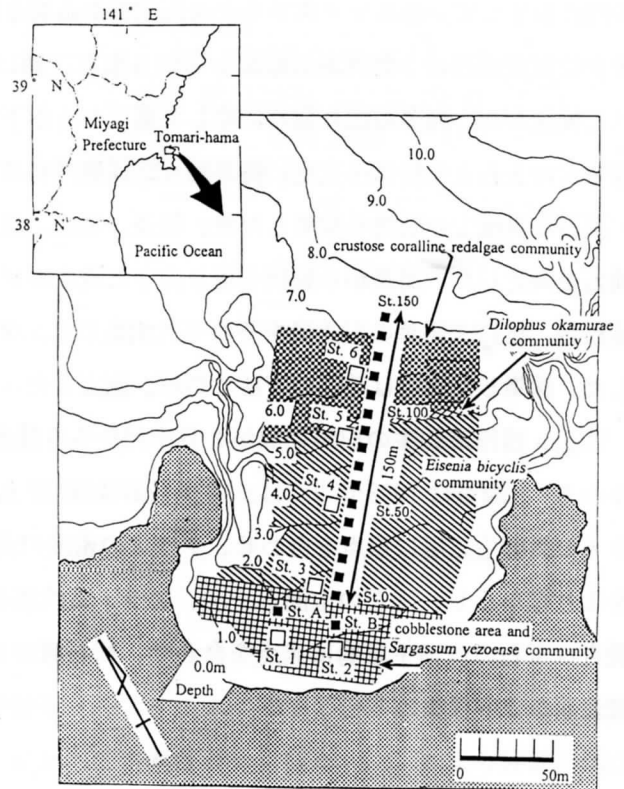 141° E
39° N
Miyagi
Prefecture
Tomari-hama
38° N
Pacific Ocean
10.0
9.0
8.0
crustose coralline redalgae community
7.0
St.150
Dilophus okamurae
community
St. 6
6.0
St. 5
St.100
5.0
150m
Eisenia bicyclis
community
St. 4
4.0
St.50
3.0
St. 3
2.0
St.0
St. A
St. B
1.0
cobblestone area and
Sargassum yezoense community
St. 1
St. 2
0.0m
Depth
0
50m